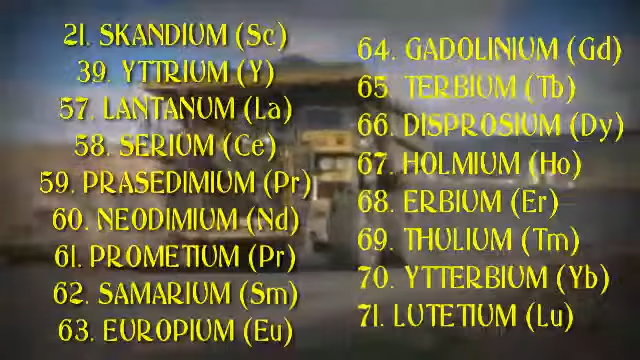 21. SKANDIUM (Sc)
39. YTTRIUM (Y)
57. LANTANUM (La)
58. SERIUM (Ce)
59. PRASEDIMIUM (Pr)
60. NEODIMIUM (Nd)
61. PROMETIUM (Pr)
62. SAMARIUM (Sm)
63. EUROPIUM (Eu)
64. GADOLINIUM (Gd)
65. TERBIUM (Tb)
66. DISPROSIUM (Dy)
67. HOLMIUM (Ho)
68. ERBIUM (Er)
69. THULIUM (Tm)
70. YTTERBIUM (Yb)
71. LUTETIUM (Lu)